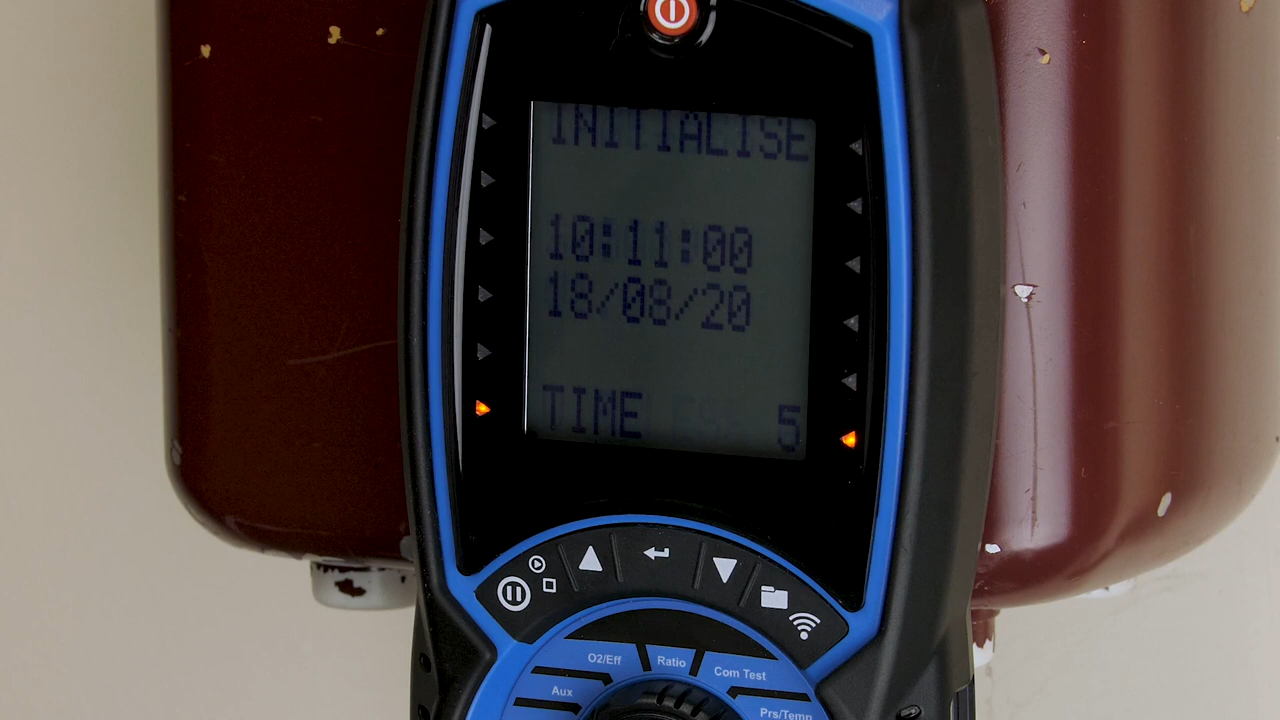 INITIALISE
10:11:00
18/08/20
TIME 5
O2/Eff
Ratio
Com Test
Aux
Prs/Temp